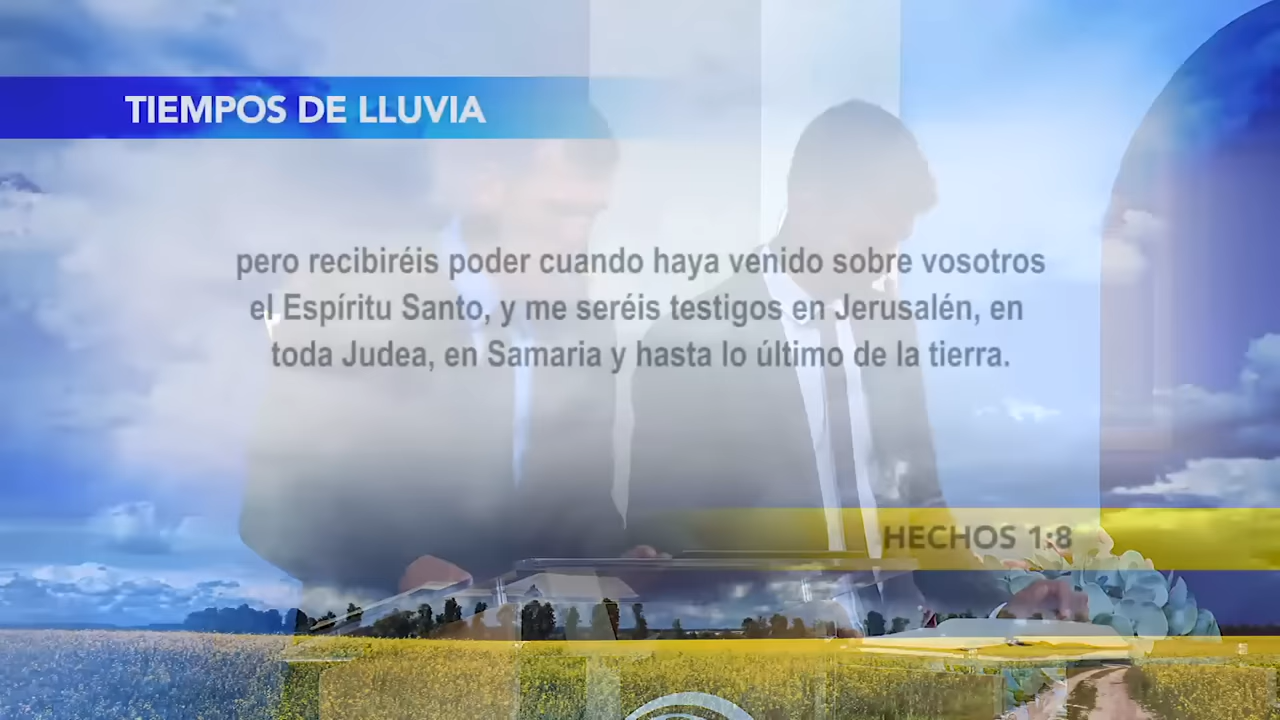 TIEMPOS DE LLUVIA
pero recibiréis poder cuando haya venido sobre vosotros
el Espíritu Santo, y me seréis testigos en Jerusalén, en
toda Judea, en Samaria y hasta lo último de la tierra.
HECHOS 1:8